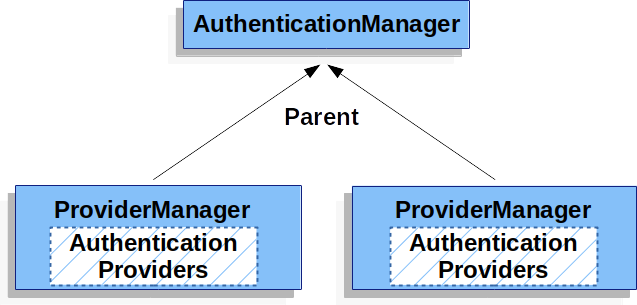 AuthenticationManager
Parent
ProviderManager
Authentication
Providers
ProviderManager
Authentication
Providers